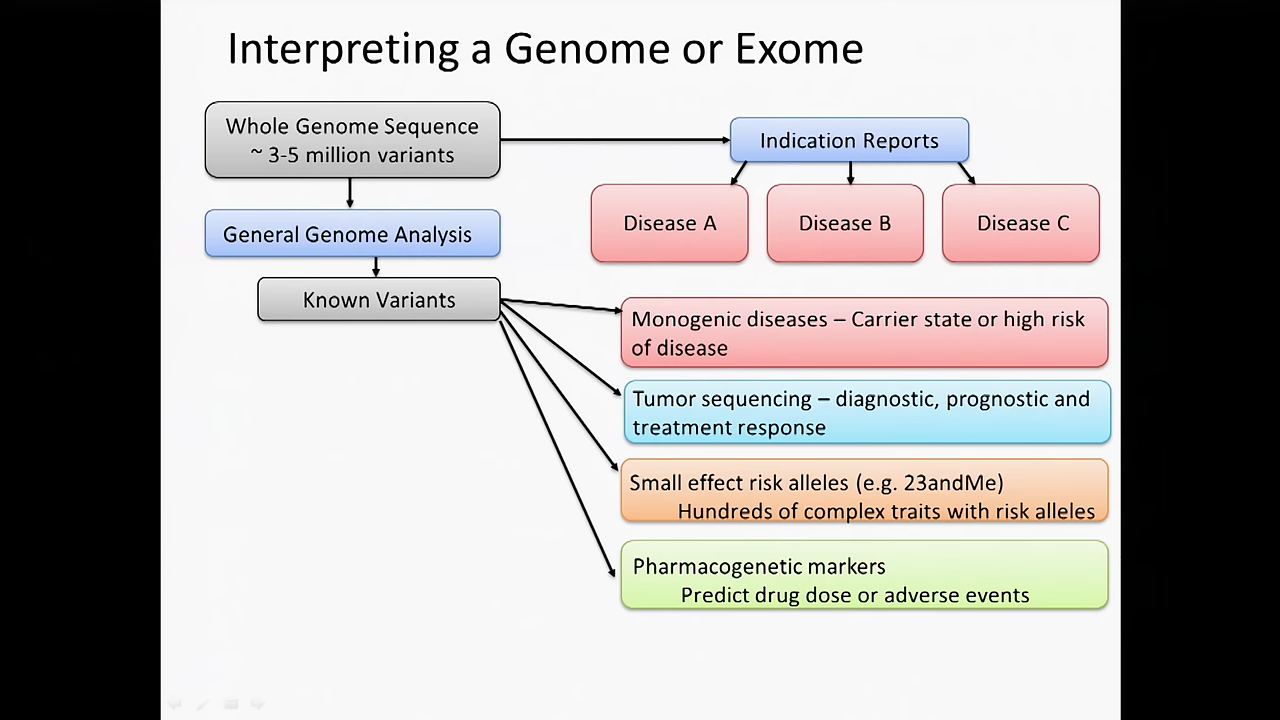 Interpreting a Genome or Exome
Whole Genome Sequence
~ 3-5 million variants
Indication Reports
Disease A
Disease B
Disease C
General Genome Analysis
Known Variants
Monogenic diseases – Carrier state or high risk
of disease
Tumor sequencing – diagnostic, prognostic and
treatment response
Small effect risk alleles (e.g. 23andMe)
Hundreds of complex traits with risk alleles
Pharmacogenetic markers
Predict drug dose or adverse events